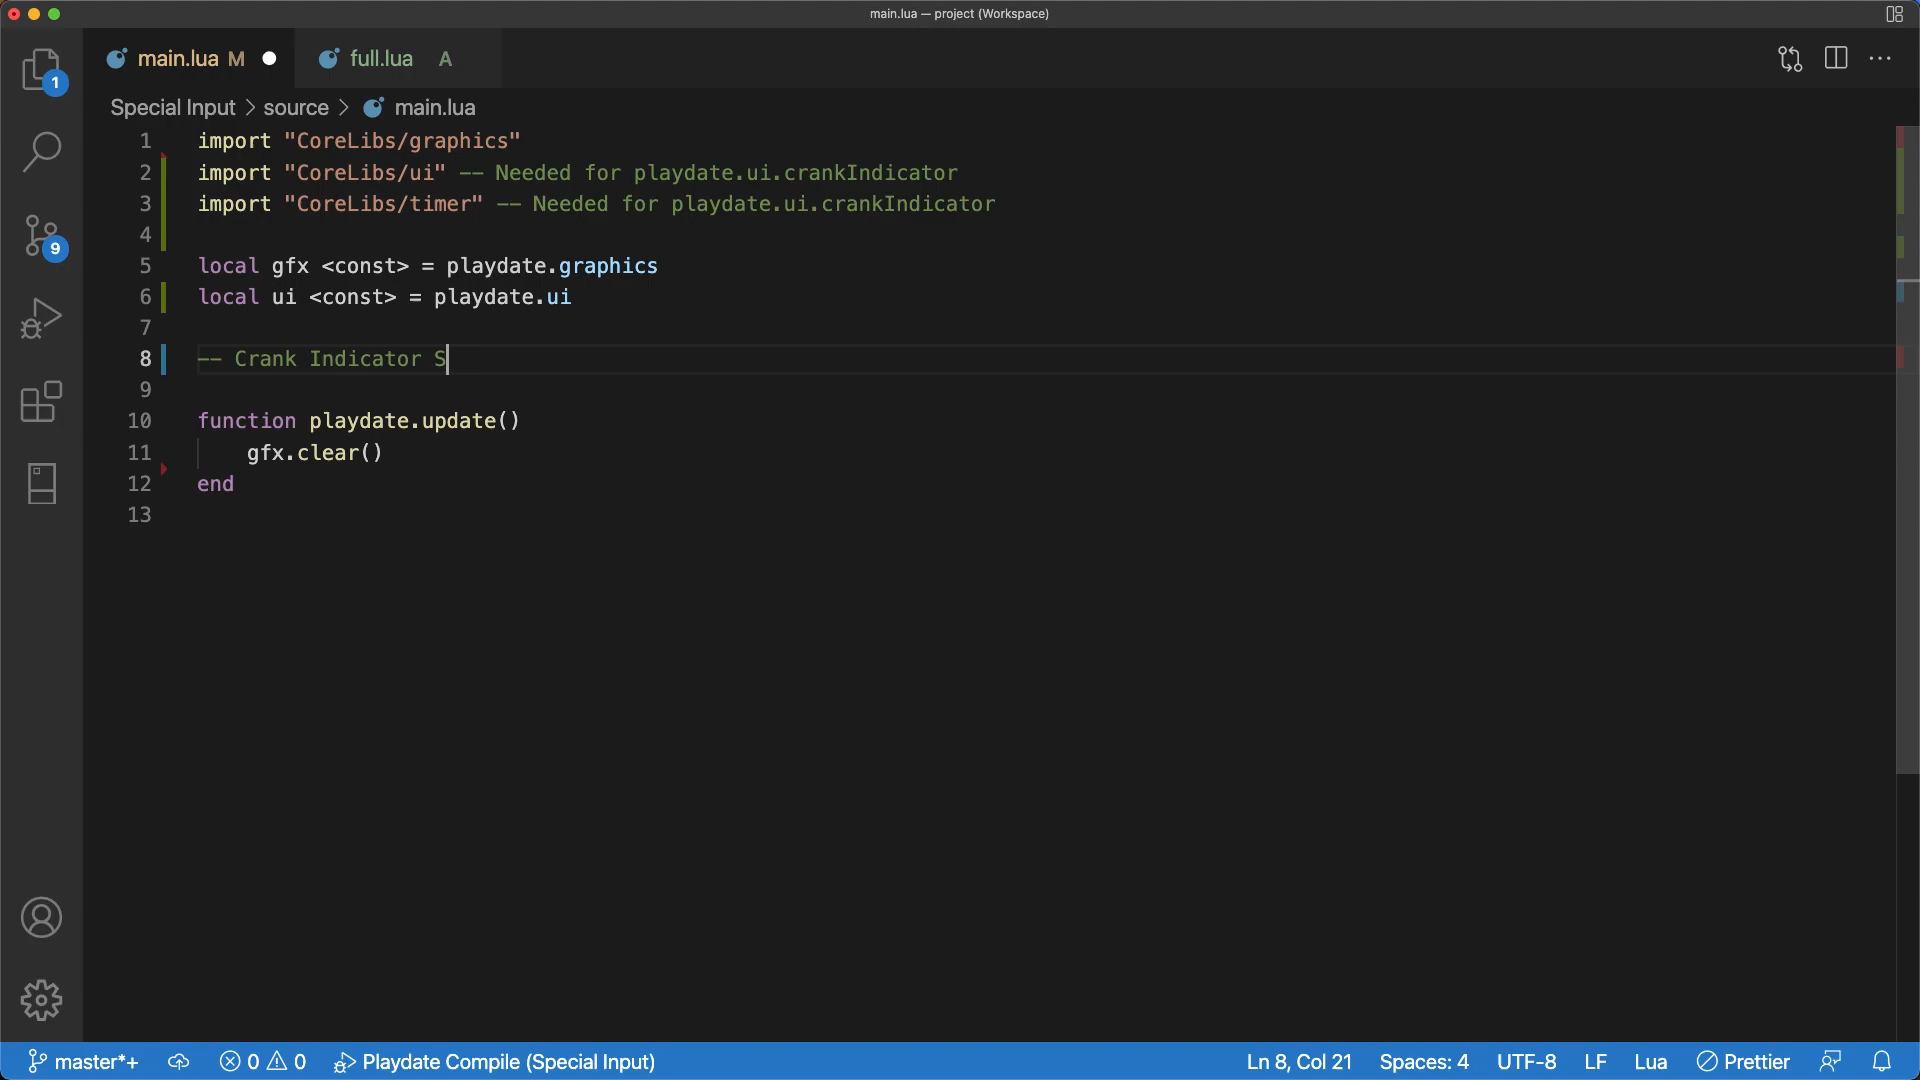 main.lua — project (Workspace)
main.lua M
full.lua A
1
Special Input > source > main.lua
1 import "CoreLibs/graphics"
2 import "CoreLibs/ui" -- Needed for playdate.ui.crankIndicator
3 import "CoreLibs/timer" -- Needed for playdate.ui.crankIndicator
4
9
5 local gfx <const> = playdate.graphics
6 local ui <const> = playdate.ui
7
8 -- Crank Indicator S
9
10 function playdate.update()
11 gfx.clear()
12 end
13
master*+ 0 0 Playdate Compile (Special Input) Ln 8, Col 21 Spaces: 4 UTF-8 LF Lua Prettier